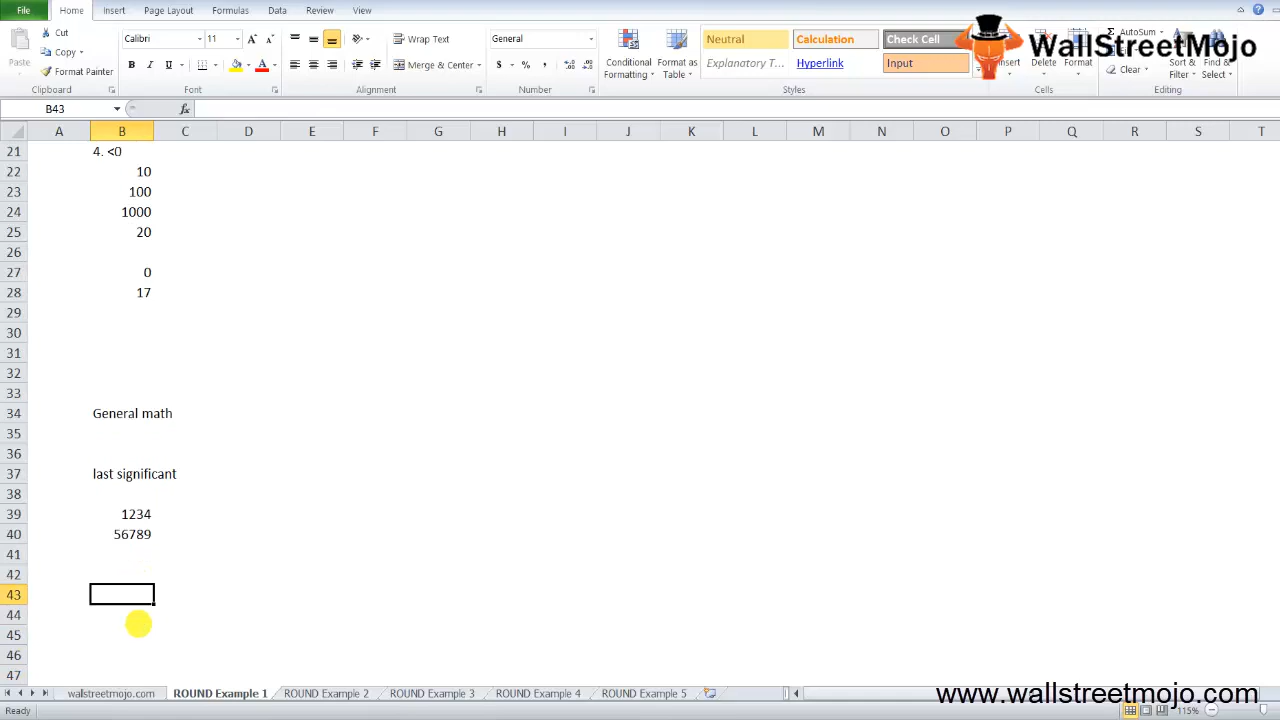 File Home Insert Page Layout Formulas Data Review View
Cut
Copy
Format Painter
Paste
Clipboard
Calibri 11
B I U
Font
Wrap Text
Merge & Center
Alignment
General
$ % ,
Number
Conditional Formatting
Format as Table
Neutral Calculation Check Cell
Explanatory T... Hyperlink Input
Styles
Insert Delete Format
Cells
AutoSum
Clear
Sort & Filter
Find & Select
Editing
WallStreetMojo
B43 fx
A B C D E F G H I J K L M N O P Q R S T
21 4. <0
22 10
23 100
24 1000
25 20
26
27 0
28 17
29
30
31
32
33
34 General math
35
36
37 last significant
38
39 1234
40 56789
41
42
43
44
45
46
47
wallstreetmojo.com ROUND Example 1 ROUND Example 2 ROUND Example 3 ROUND Example 4 ROUND Example 5
www.wallstreetmojo.com
Ready 115%